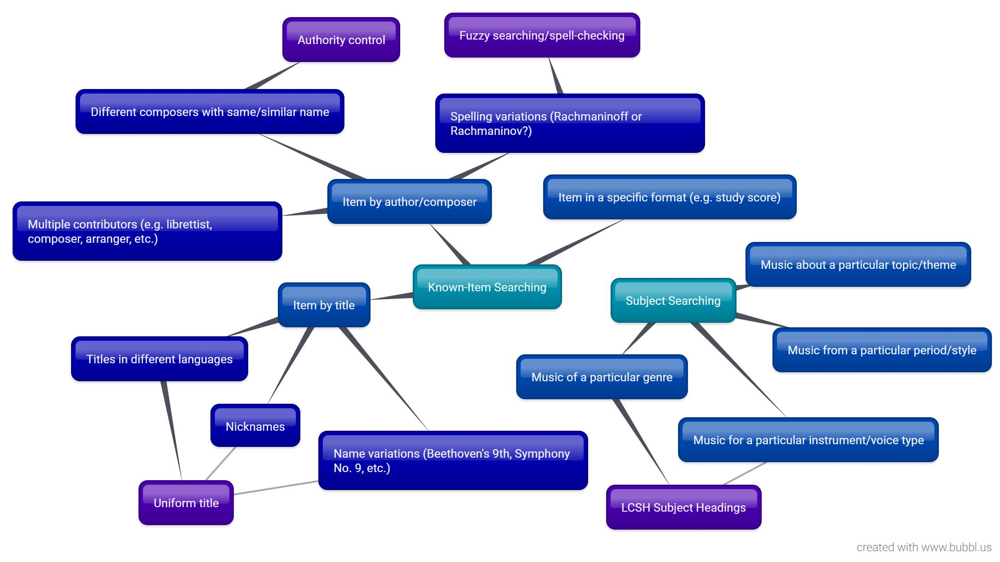 Authority control
Fuzzy searching/spell-checking
Different composers with same/similar name
Spelling variations (Rachmaninoff or
Rachmaninov?)
Item by author/composer
Item in a specific format (e.g. study score)
Multiple contributors (e.g. librettist,
composer, arranger, etc.)
Known-Item Searching
Music about a particular topic/theme
Item by title
Subject Searching
Titles in different languages
Music from a particular period/style
Music of a particular genre
Nicknames
Name variations (Beethoven's 9th, Symphony
No. 9, etc.)
Music for a particular instrument/voice type
Uniform title
LCSH Subject Headings
created with www.bubbl.us